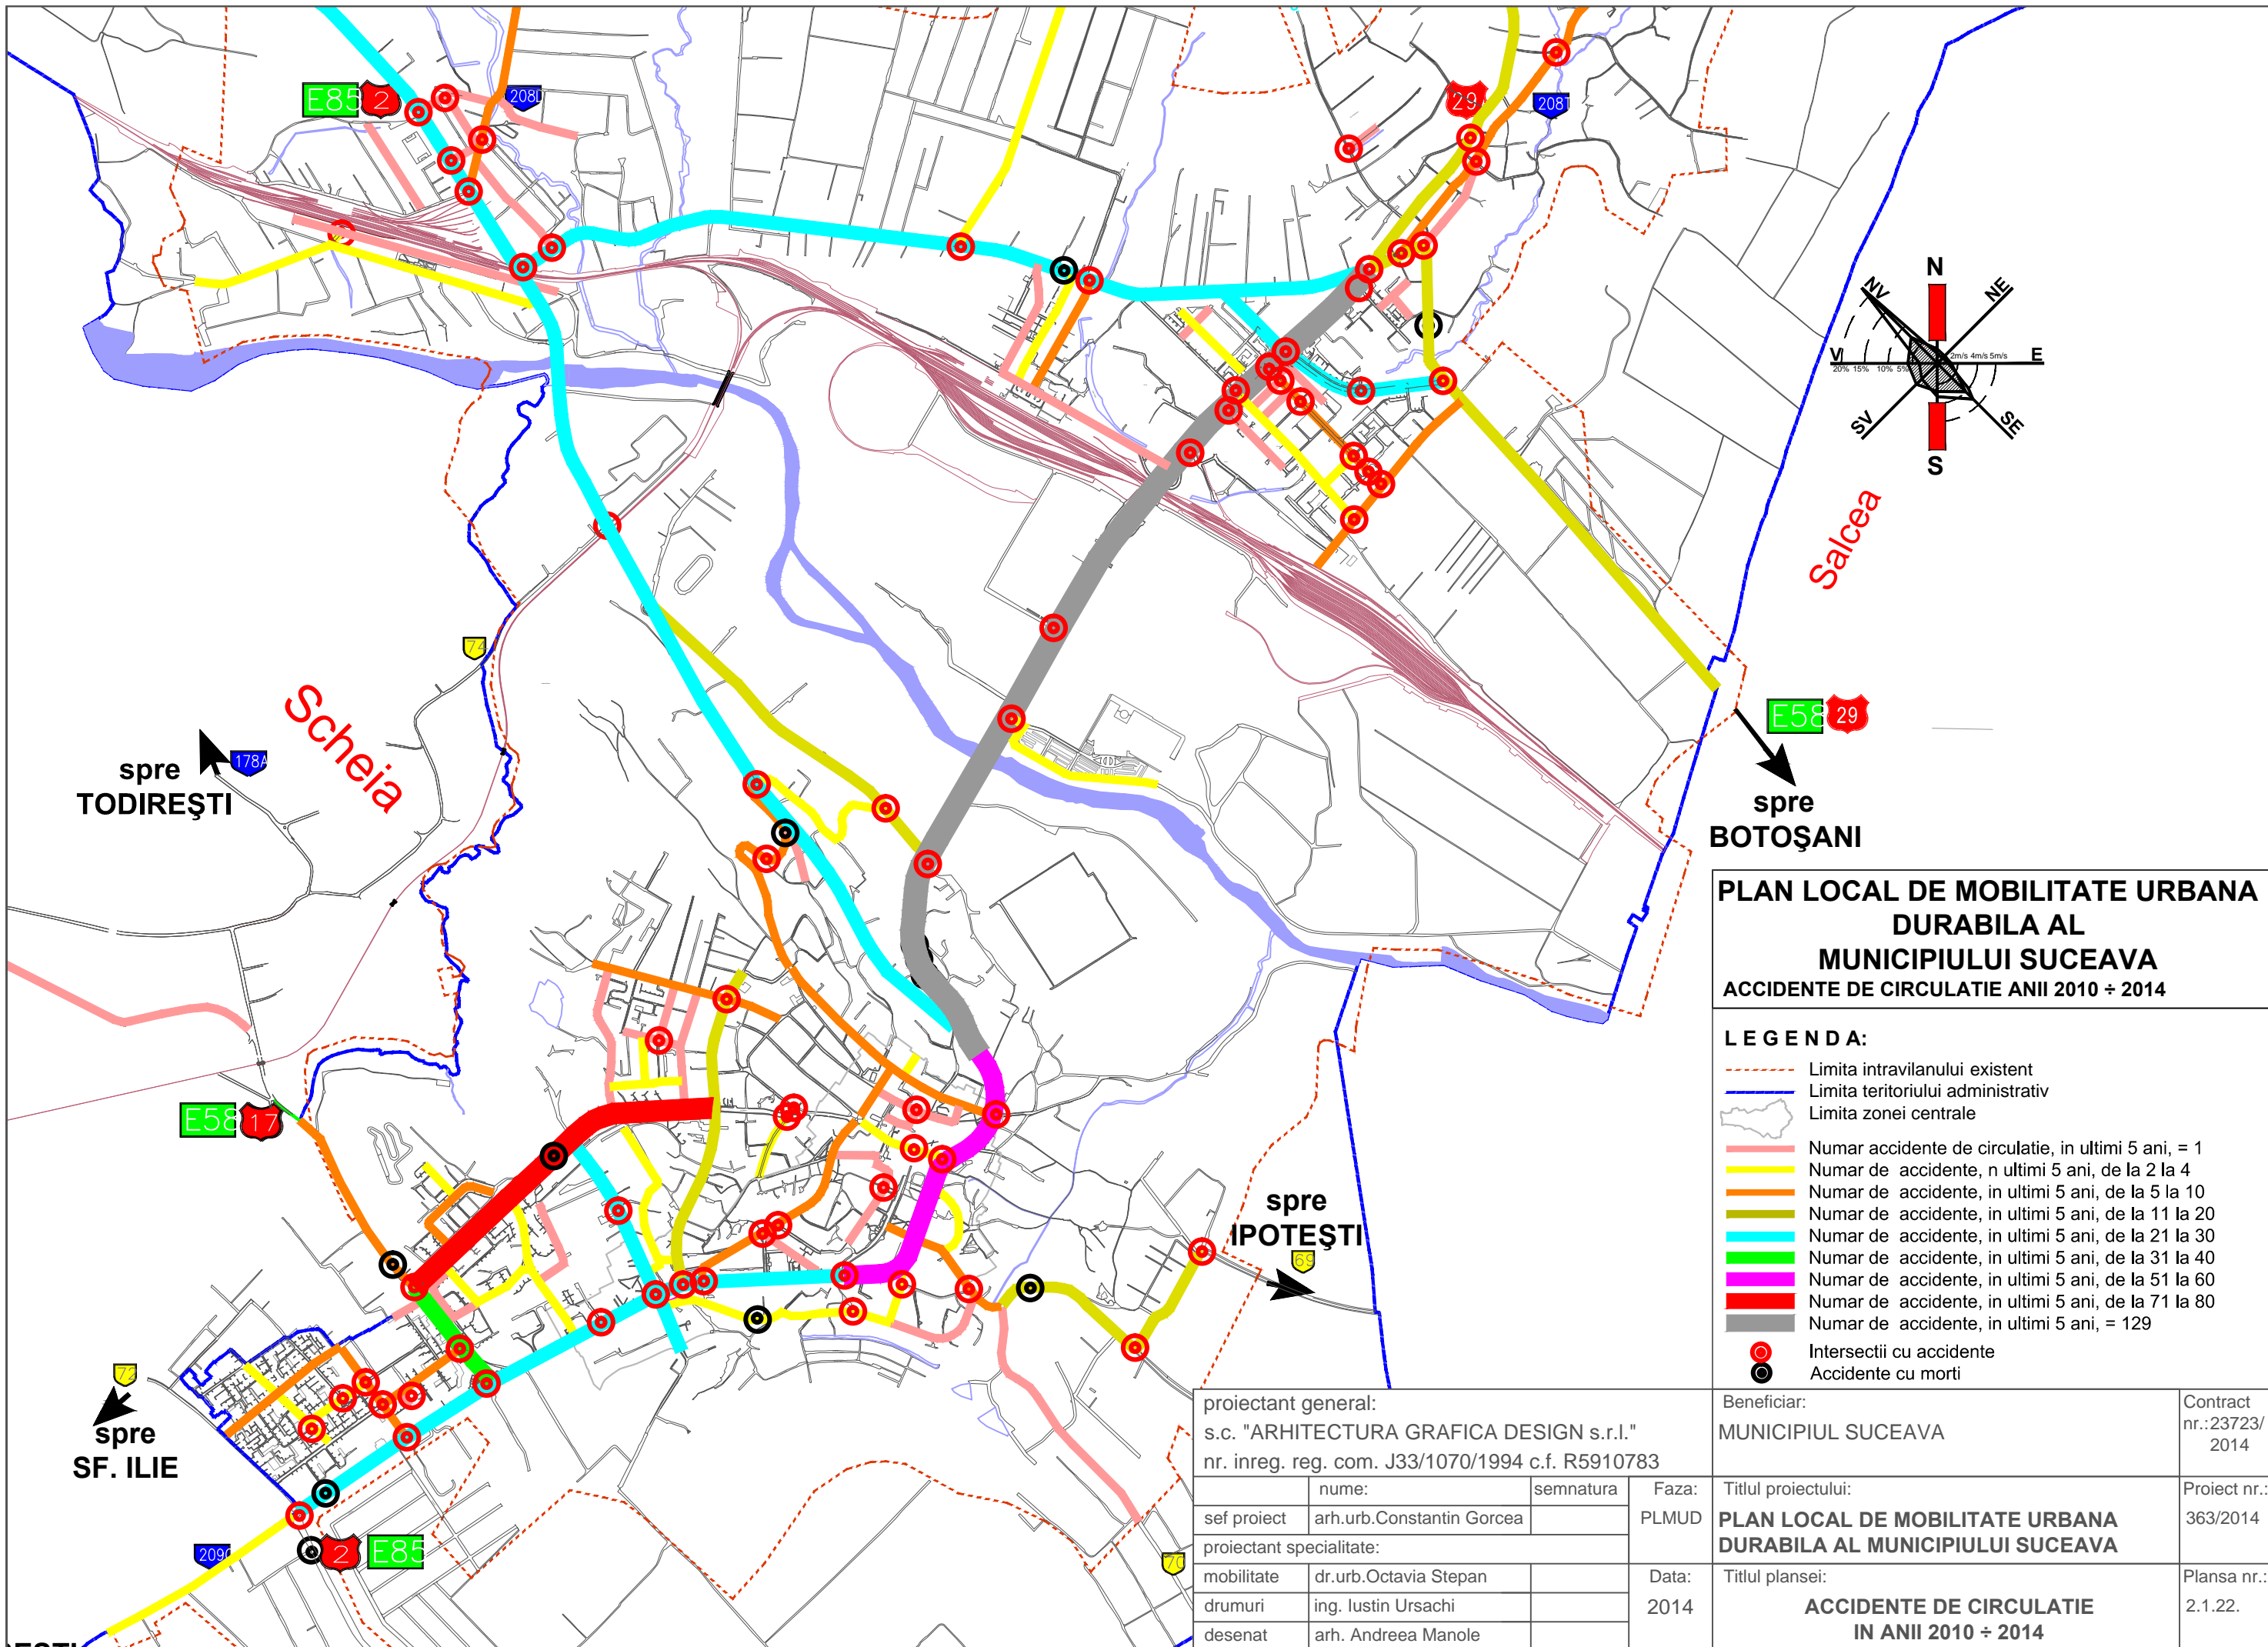 E85 2
208D
29
208T
N
NV
NE
V
E
20% 15% 10% 5%
2m/s 4m/s 5m/s
SV
SE
S
Salcea
74
Scheia
178A
spre
TODIREŞTI
E58 29
spre
BOTOŞANI
E58 17
spre
IPOTEŞTI
69
72
spre
SF. ILIE
2 E85
70
PLAN LOCAL DE MOBILITATE URBANA
DURABILA AL
MUNICIPIULUI SUCEAVA
ACCIDENTE DE CIRCULATIE ANII 2010 ÷ 2014
L E G E N D A:
Limita intravilanului existent
Limita teritoriului administrativ
Limita zonei centrale
Numar accidente de circulatie, in ultimi 5 ani, = 1
Numar de accidente, n ultimi 5 ani, de la 2 la 4
Numar de accidente, in ultimi 5 ani, de la 5 la 10
Numar de accidente, in ultimi 5 ani, de la 11 la 20
Numar de accidente, in ultimi 5 ani, de la 21 la 30
Numar de accidente, in ultimi 5 ani, de la 31 la 40
Numar de accidente, in ultimi 5 ani, de la 51 la 60
Numar de accidente, in ultimi 5 ani, de la 71 la 80
Numar de accidente, in ultimi 5 ani, = 129
Intersectii cu accidente
Accidente cu morti
proiectant general:
s.c. "ARHITECTURA GRAFICA DESIGN s.r.l."
nr. inreg. reg. com. J33/1070/1994 c.f. R5910783
Beneficiar:
MUNICIPIUL SUCEAVA
Contract
nr.:23723/
2014
nume:
semnatura
Faza:
PLMUD
sef proiect
arh.urb.Constantin Gorcea
Titlul proiectului:
PLAN LOCAL DE MOBILITATE URBANA
DURABILA AL MUNICIPIULUI SUCEAVA
Proiect nr.:
363/2014
proiectant specialitate:
mobilitate
dr.urb.Octavia Stepan
drumuri
ing. Iustin Ursachi
desenat
arh. Andreea Manole
Data:
2014
Titlul plansei:
ACCIDENTE DE CIRCULATIE
IN ANII 2010 ÷ 2014
Plansa nr.:
2.1.22.